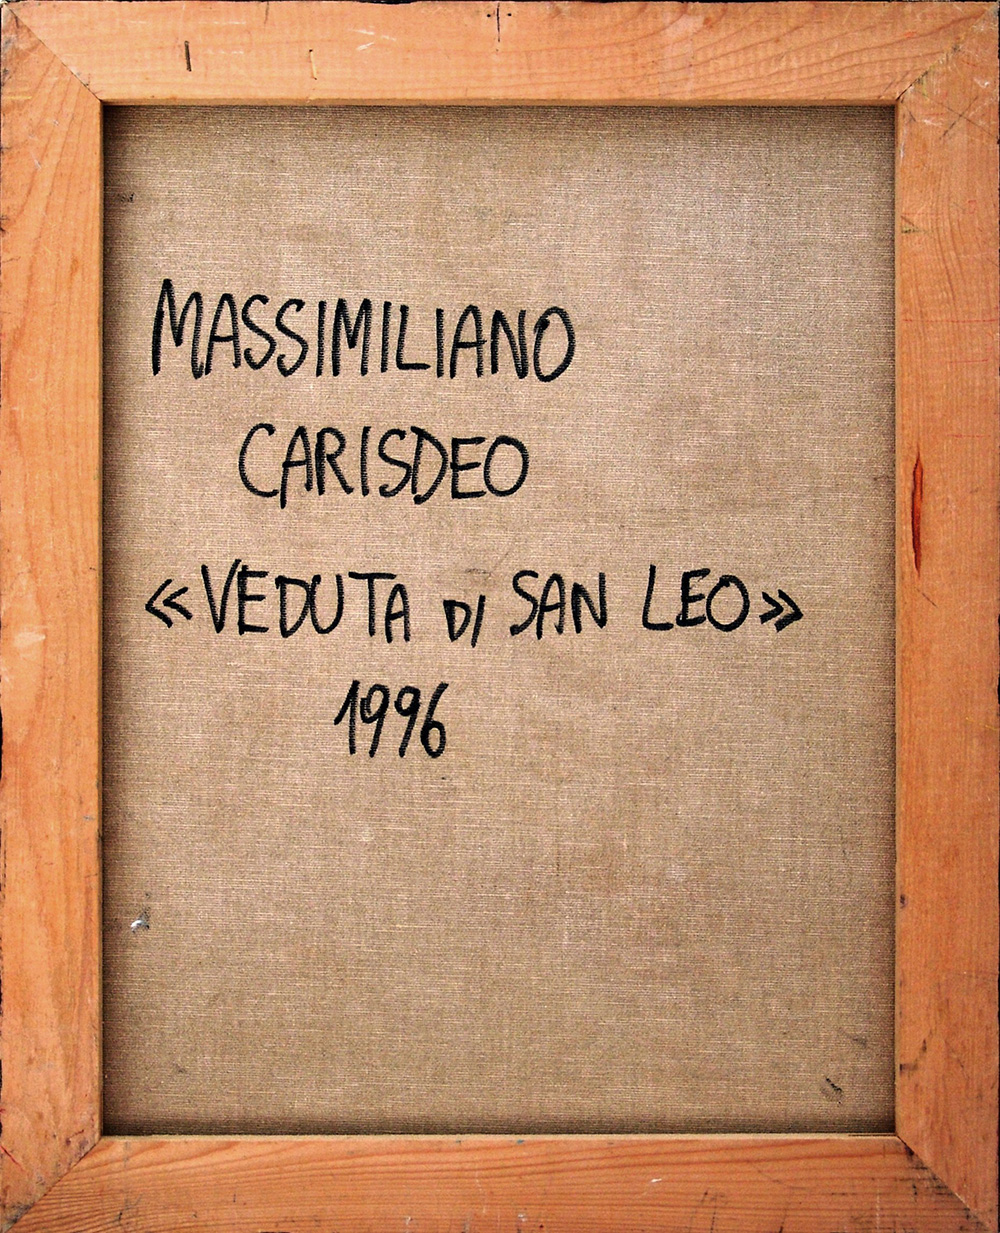 MASSIMILIANO
CARISDEO
«VEDUTA DI SAN LEO»
1996